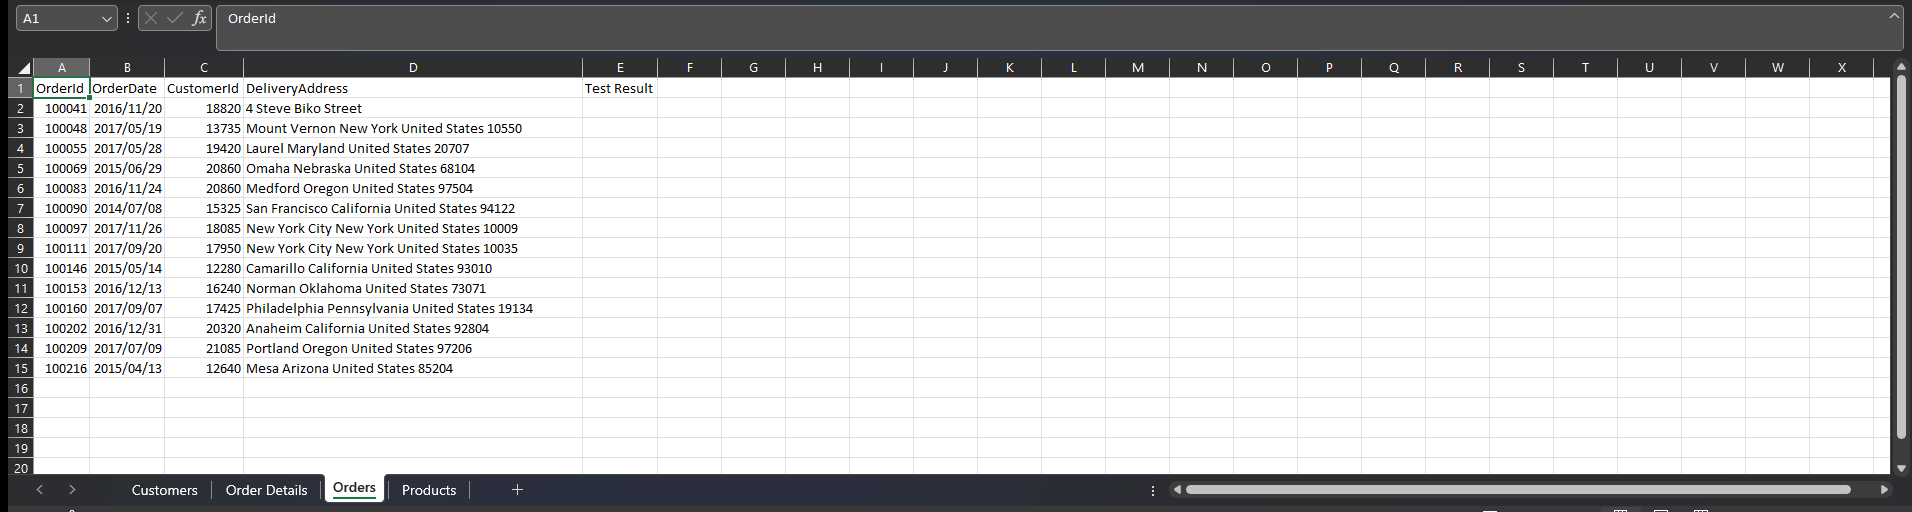 A1 fx OrderId
A B C D E F G H I J K L M N O P Q R S T U V W X
1 OrderId OrderDate CustomerId DeliveryAddress Test Result
2 100041 2016/11/20 18820 4 Steve Biko Street
3 100048 2017/05/19 13735 Mount Vernon New York United States 10550
4 100055 2017/05/28 19420 Laurel Maryland United States 20707
5 100069 2015/06/29 20860 Omaha Nebraska United States 68104
6 100083 2016/11/24 20860 Medford Oregon United States 97504
7 100090 2014/07/08 15325 San Francisco California United States 94122
8 100097 2017/11/26 18085 New York City New York United States 10009
9 100111 2017/09/20 17950 New York City New York United States 10035
10 100146 2015/05/14 12280 Camarillo California United States 93010
11 100153 2016/12/13 16240 Norman Oklahoma United States 73071
12 100160 2017/09/07 17425 Philadelphia Pennsylvania United States 19134
13 100202 2016/12/31 20320 Anaheim California United States 92804
14 100209 2017/07/09 21085 Portland Oregon United States 97206
15 100216 2015/04/13 12640 Mesa Arizona United States 85204
16
17
18
19
20
Customers Order Details Orders Products